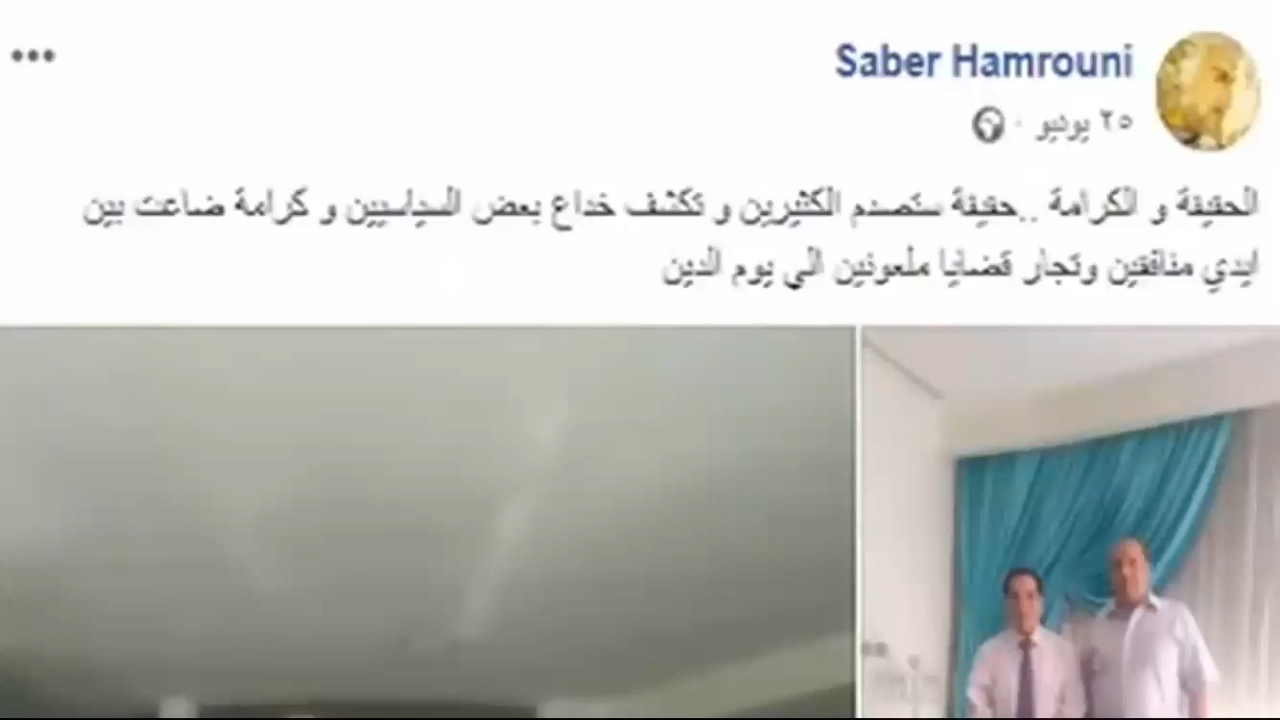 Saber Hamrouni
٢٥ يونيو ·
الحقيقة و الكرامة ..حقيقة ستصدم الكثيرين و تكشف خداع بعض السياسيين و كرامة ضاعت بين
ايدي منافقين وتجار قضايا ملعونين الي يوم الدين